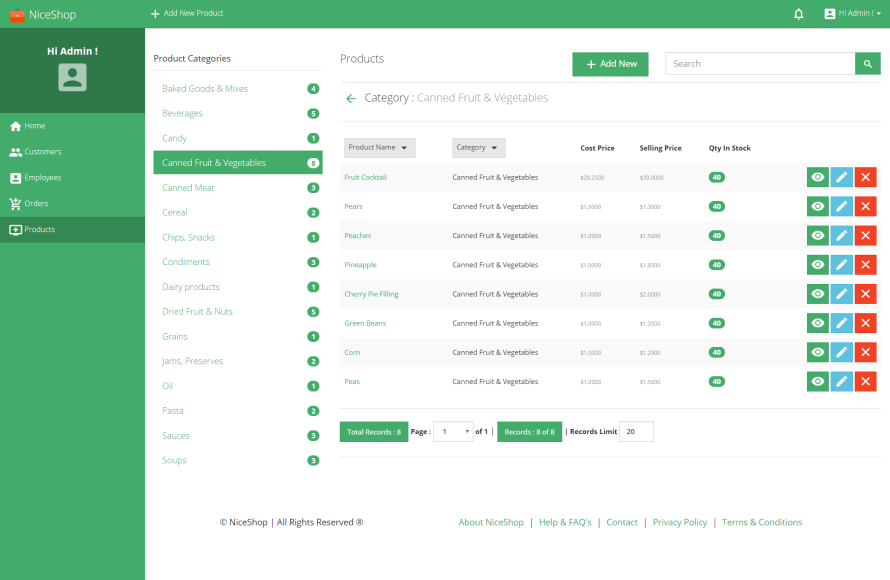 NiceShop
Add New Product
Hi Admin !
Hi Admin !
Home
Customers
Employees
Orders
Products
Product Categories
Baked Goods & Mixes 4
Beverages 5
Candy 1
Canned Fruit & Vegetables 8
Canned Meat 3
Cereal 2
Chips, Snacks 1
Condiments 3
Dairy products 1
Dried Fruit & Nuts 5
Grains 1
Jams, Preserves 2
Oil 1
Pasta 2
Sauces 3
Soups 3
Products
Add New
Search
Category : Canned Fruit & Vegetables
Product Name Category Cost Price Selling Price Qty In Stock
Fruit Cocktail Canned Fruit & Vegetables $29.2500 $39.0000 40
Pears Canned Fruit & Vegetables $1.0000 $1.3000 40
Peaches Canned Fruit & Vegetables $1.0000 $1.5000 40
Pineapple Canned Fruit & Vegetables $1.0000 $1.8000 40
Cherry Pie Filling Canned Fruit & Vegetables $1.0000 $2.0000 40
Green Beans Canned Fruit & Vegetables $1.0000 $1.2000 40
Corn Canned Fruit & Vegetables $1.0000 $1.2000 40
Peas Canned Fruit & Vegetables $1.0000 $1.5000 40
Total Records : 8 Page : 1 of 1 | Records : 8 of 8 | Records Limit 20
© NiceShop | All Rights Reserved ® About NiceShop | Help & FAQ's | Contact | Privacy Policy | Terms & Conditions